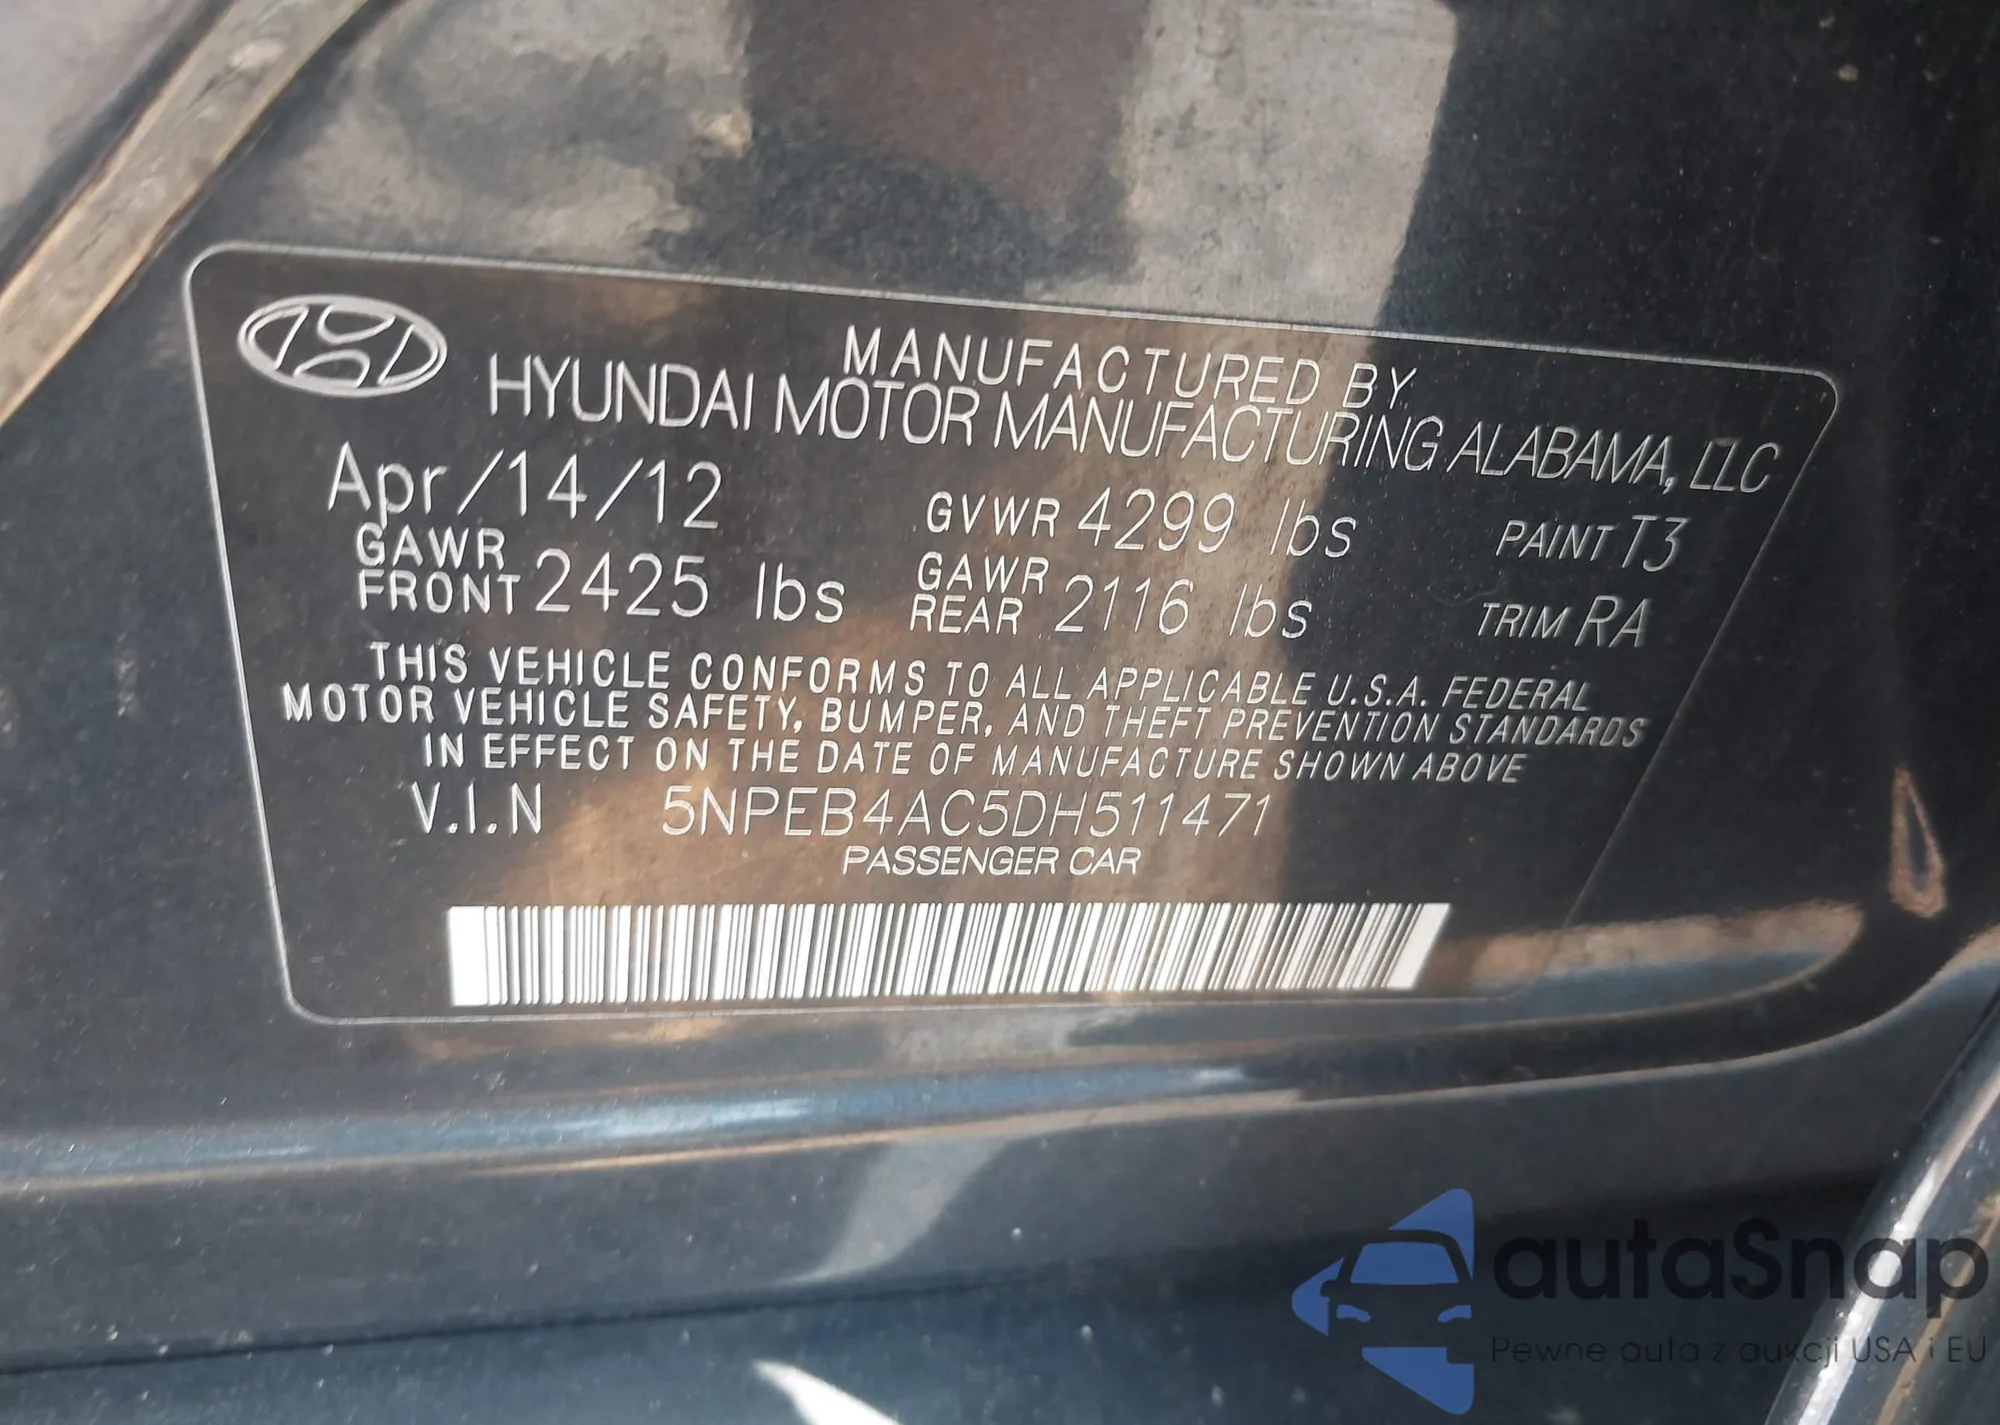 MANUFACTURED BY
HYUNDAI MOTOR MANUFACTURING ALABAMA, LLC
Apr/14/12 GVWR 4299 lbs PAINT T3
GAWR FRONT 2425 lbs GAWR REAR 2116 lbs TRIM RA
THIS VEHICLE CONFORMS TO ALL APPLICABLE U.S.A. FEDERAL
MOTOR VEHICLE SAFETY, BUMPER, AND THEFT PREVENTION STANDARDS
IN EFFECT ON THE DATE OF MANUFACTURE SHOWN ABOVE
V.I.N 5NPEB4AC5DH511471
PASSENGER CAR
autaSnap
Pewne auta z aukcji USA i EU